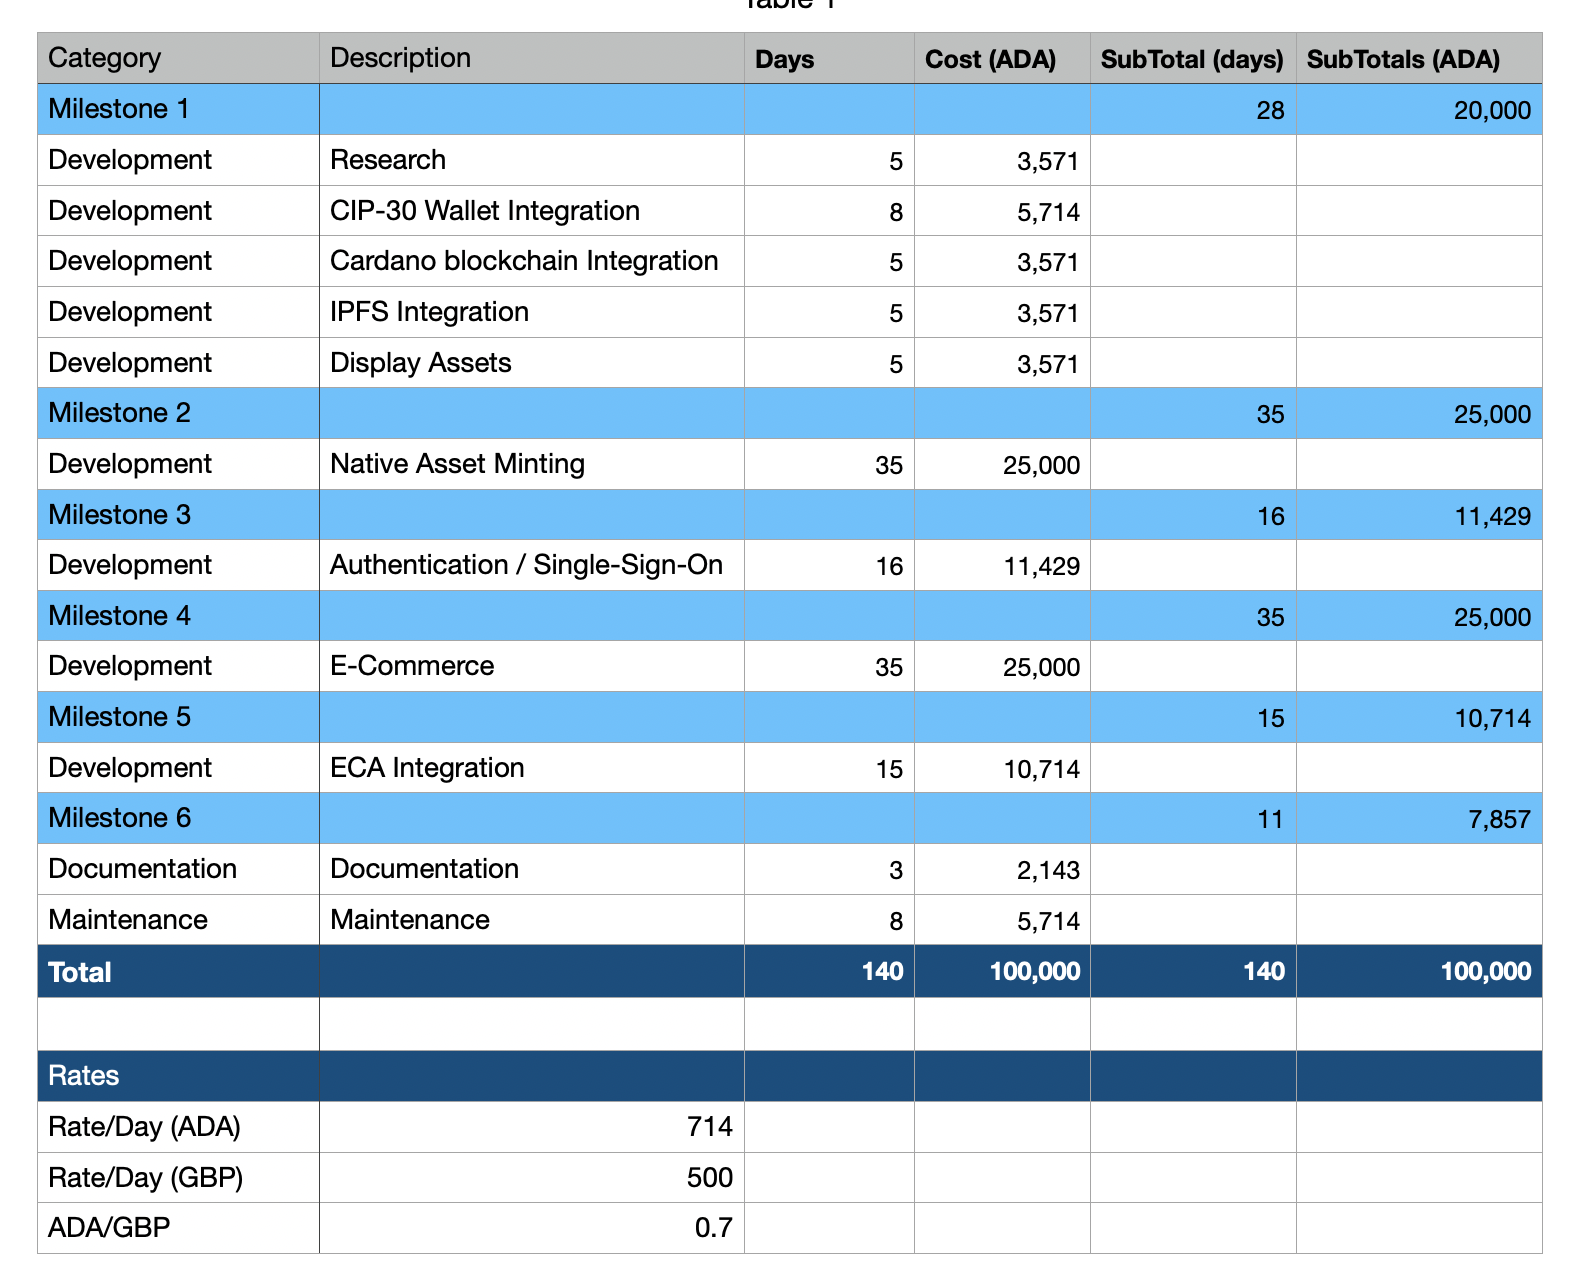 Table 1
Category Description Days Cost (ADA) SubTotal (days) SubTotals (ADA)
Milestone 1 28 20,000
Development Research 5 3,571
Development CIP-30 Wallet Integration 8 5,714
Development Cardano blockchain Integration 5 3,571
Development IPFS Integration 5 3,571
Development Display Assets 5 3,571
Milestone 2 35 25,000
Development Native Asset Minting 35 25,000
Milestone 3 16 11,429
Development Authentication / Single-Sign-On 16 11,429
Milestone 4 35 25,000
Development E-Commerce 35 25,000
Milestone 5 15 10,714
Development ECA Integration 15 10,714
Milestone 6 11 7,857
Documentation Documentation 3 2,143
Maintenance Maintenance 8 5,714
Total 140 100,000 140 100,000
Rates
Rate/Day (ADA) 714
Rate/Day (GBP) 500
ADA/GBP 0.7